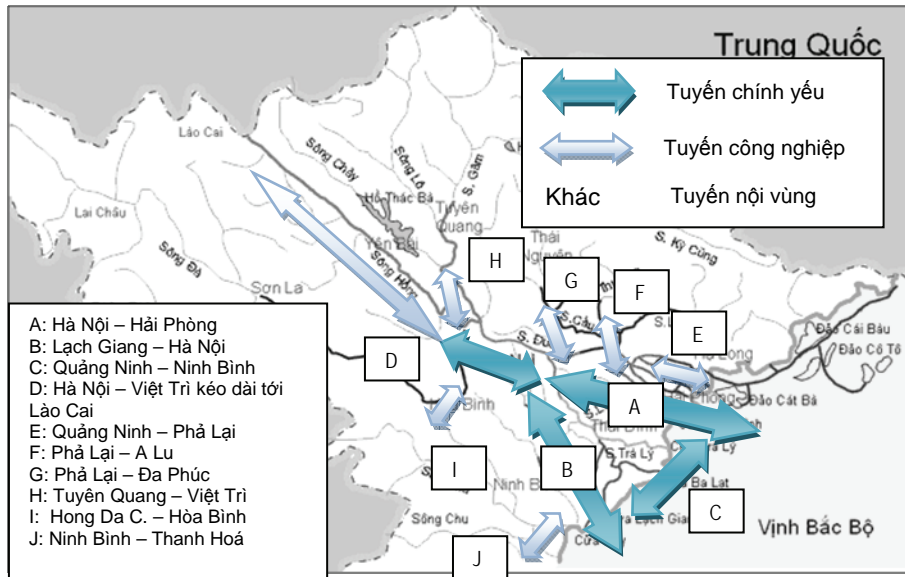 Trung Quốc
Tuyến chính yếu
Tuyến công nghiệp
Khác Tuyến nội vùng
Lào Cai
Sông Chảy
Sông Lô
S. Gâm
Hồ Thác Bà
Tuyên
Quang
Lai Châu
Yên Bái
Thái
Nguyên
S. Kỳ Cùng
Sông Đà
Sông Hồng
Sơn La
H
G
F
E
D
A
B
C
I
J
S.Cầu
Đảo Cái Bầu
Đảo Cô Tô
Đảo Cát Bà
S.Trà Lý
Trà Lý
Ba Lat
Sông Chu
Vịnh Bắc Bộ
A: Hà Nội – Hải Phòng
B: Lạch Giang – Hà Nội
C: Quảng Ninh – Ninh Bình
D: Hà Nội – Việt Trì kéo dài tới
Lào Cai
E: Quảng Ninh – Phả Lại
F: Phả Lại – A Lu
G: Phả Lại – Đa Phúc
H: Tuyên Quang – Việt Trì
I: Hong Da C. – Hòa Bình
J: Ninh Bình – Thanh Hoá